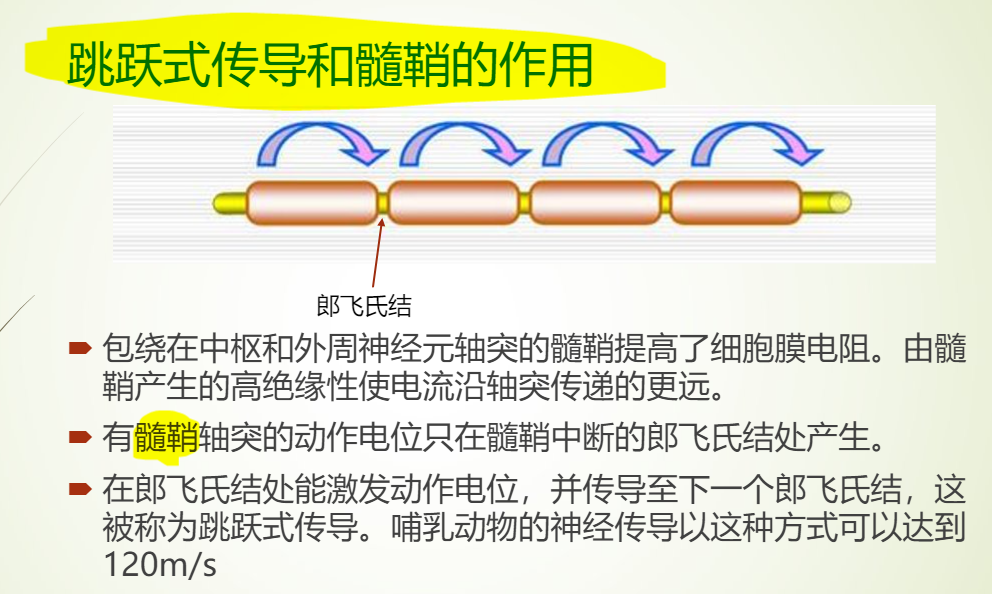 跳跃式传导和髓鞘的作用
郎飞氏结
包绕在中枢和外周神经元轴突的髓鞘提高了细胞膜电阻。由髓
鞘产生的高绝缘性使电流沿轴突传递的更远。
有髓鞘轴突的动作电位只在髓鞘中断的郎飞氏结处产生。
在郎飞氏结处能激发动作电位，并传导至下一个郎飞氏结，这
被称为跳跃式传导。哺乳动物的神经传导以这种方式可以达到
120m/s